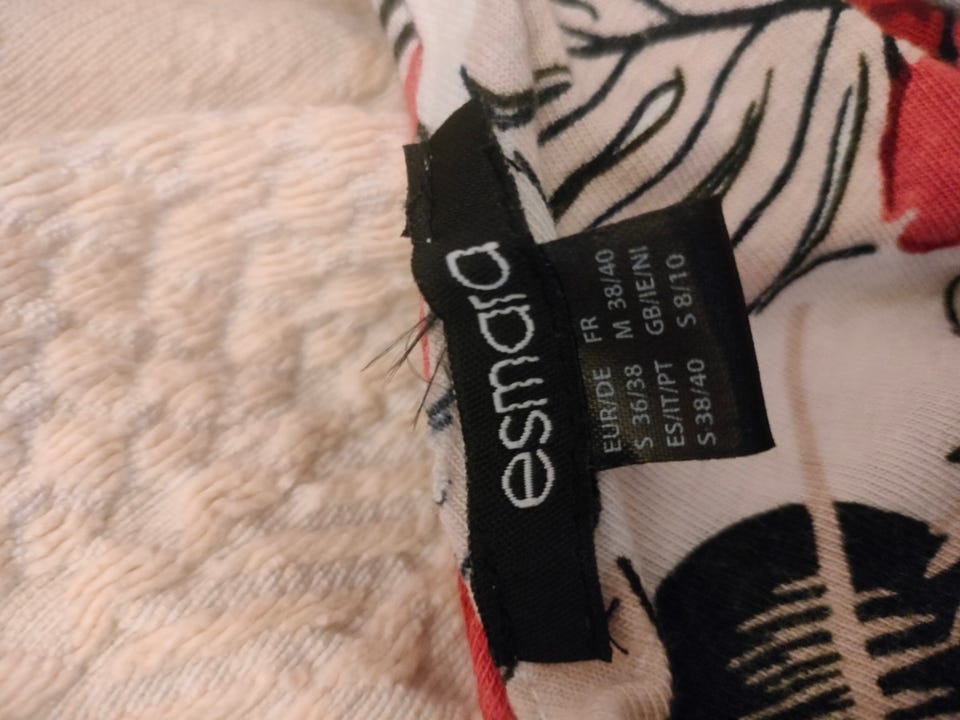 esmara
EUR/DE FR
S 36/38 M 38/40
ES/IT/PT GB/IE/NI
S 38/40 S 8/10